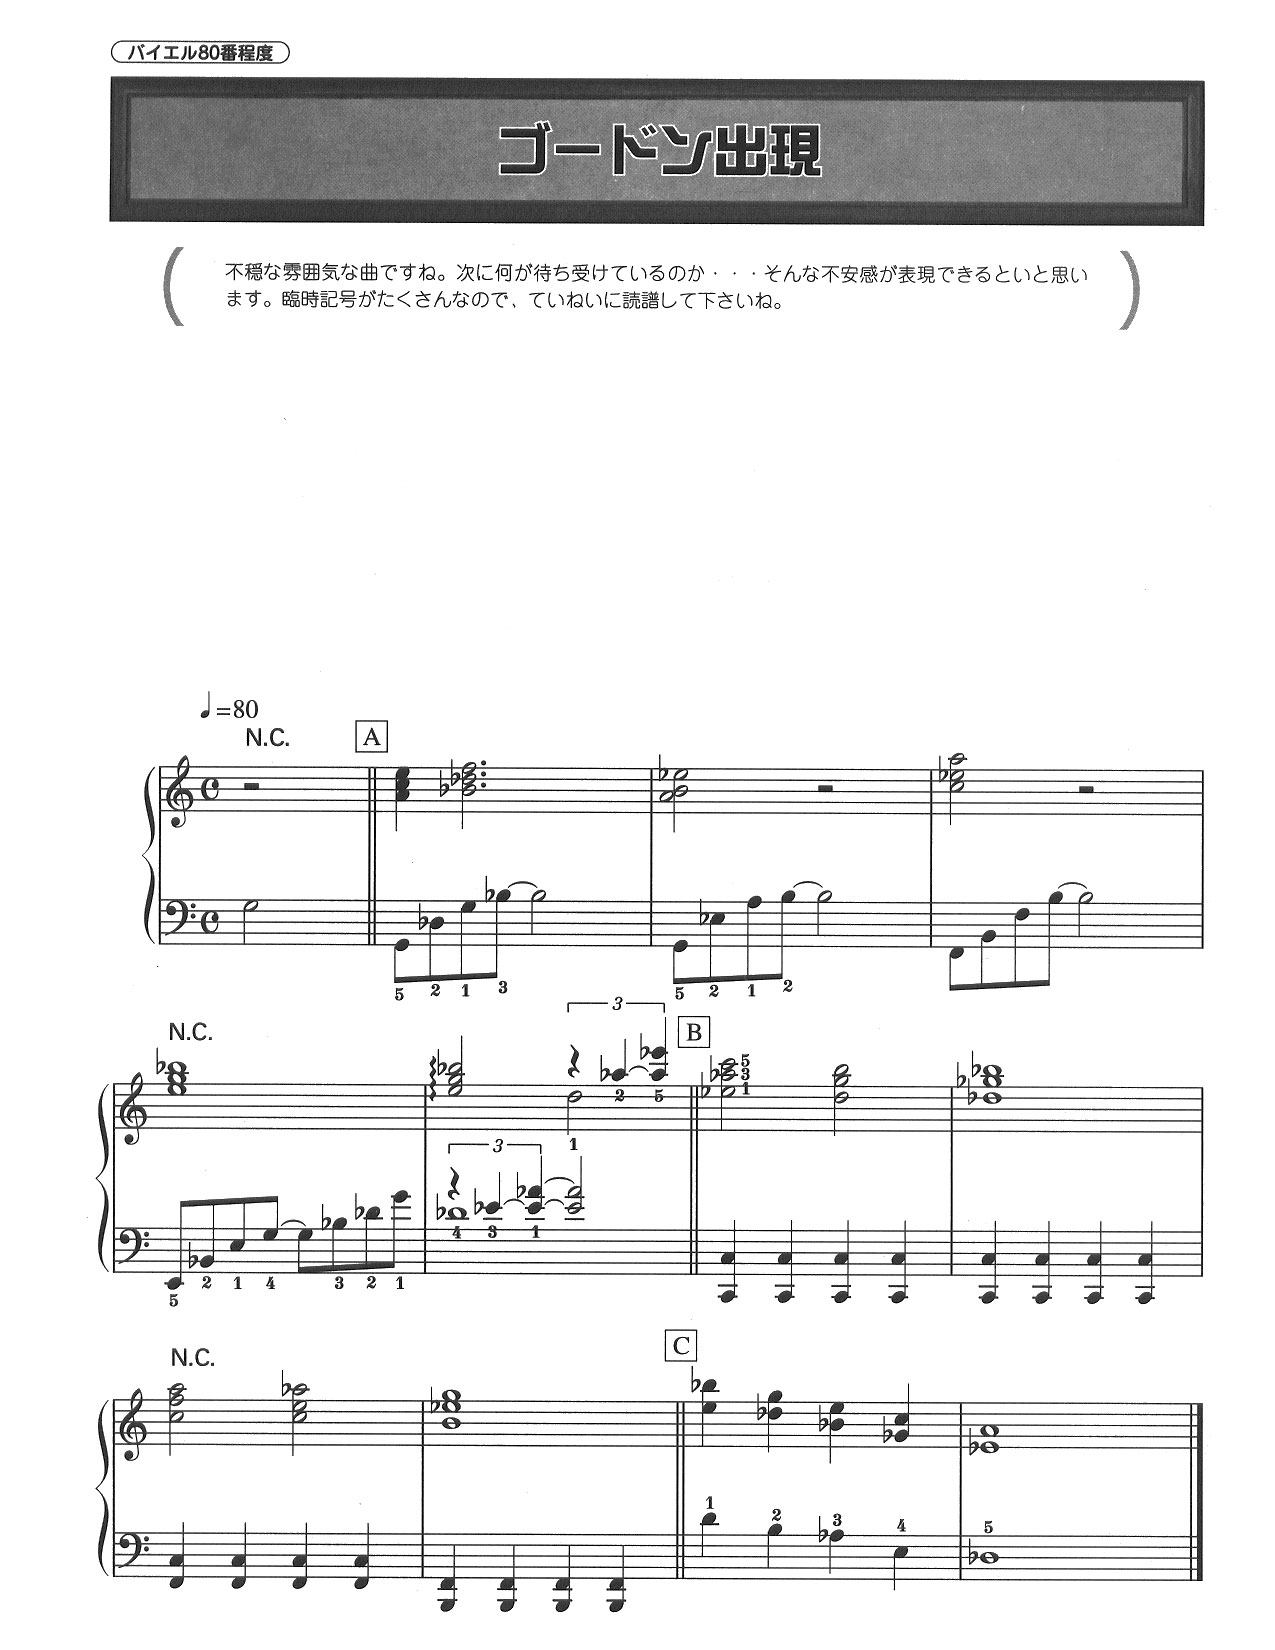 バイエル80番程度
ゴードン出現
不穏な雰囲気な曲ですね。次に何が待ち受けているのか・・・そんな不安感が表現できるといと思い
ます。臨時記号がたくさんなので、ていねいに読譜して下さいね。
♩=80
N.C.
A
5 2 1 3 5 2 1 2
3
N.C.
B
5
3
1
2 5
1
3
4 3 1
5 2 1 4 3 2 1
N.C.
C
1 2 3 4 5